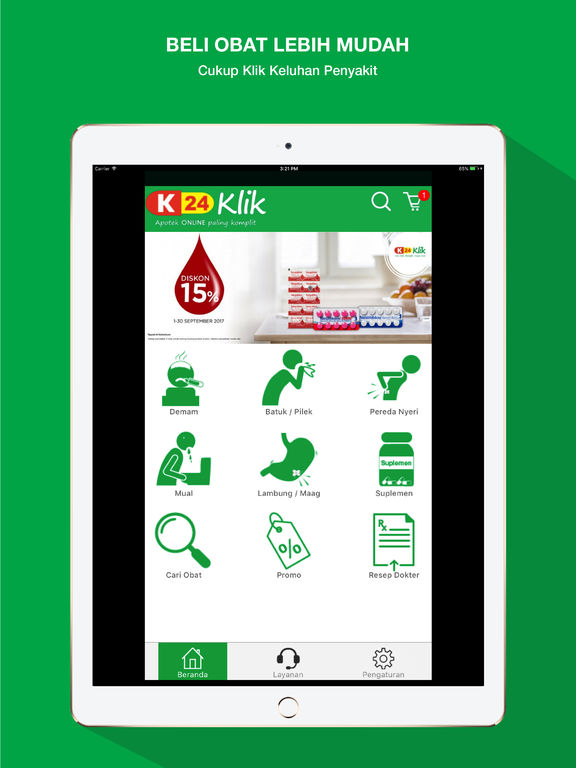 BELI OBAT LEBIH MUDAH
Cukup Klik Keluhan Penyakit
Carrier
3:21 PM
65%
K 24 Klik
Apotek ONLINE paling komplit
1
K 24 Klik
DISKON
15%
1-30 SEPTEMBER 2017
Demam
Batuk / Pilek
Pereda Nyeri
Suplemen
Mual
Lambung / Maag
Suplemen
%
Rx
Cari Obat
Promo
Resep Dokter
Beranda
Layanan
Pengaturan